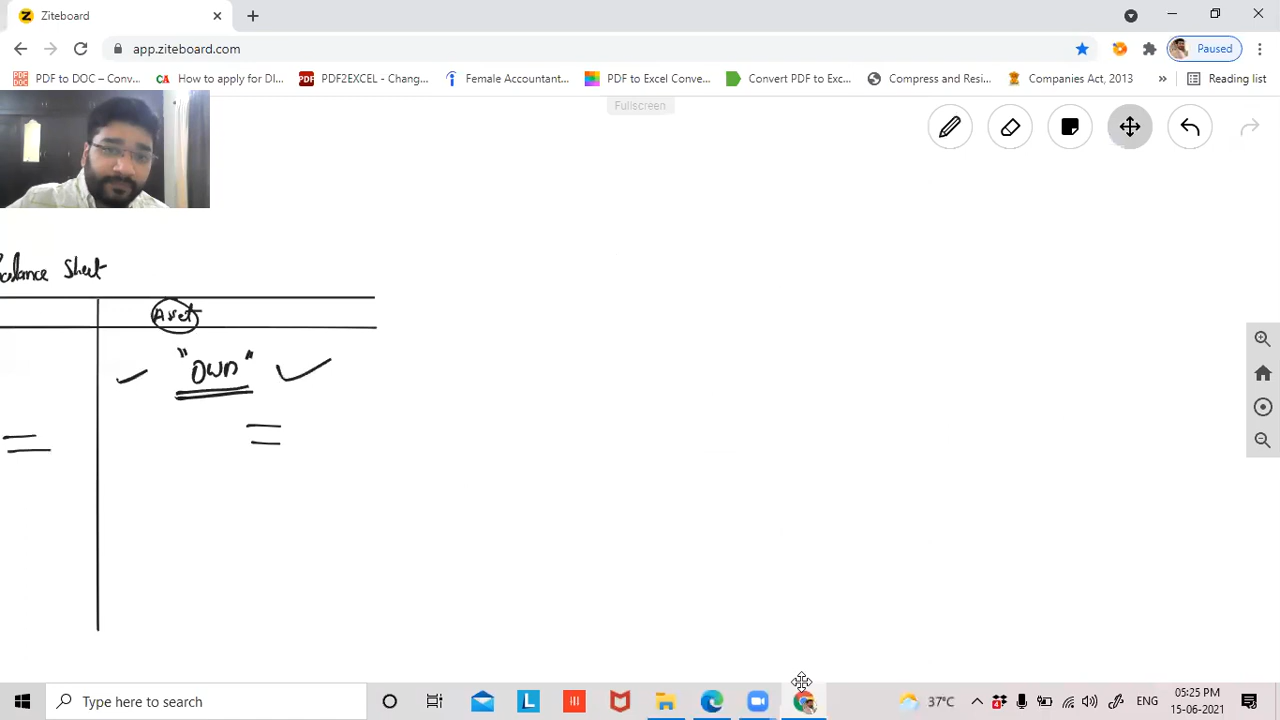 Ziteboard
app.ziteboard.com
Paused
PDF to DOC – Conv...
How to apply for DI...
PDF2EXCEL - Chang...
Female Accountant...
PDF to Excel Conve...
Convert PDF to Exc...
Compress and Resi...
Companies Act, 2013
»
Reading list
Fullscreen
Balance Sheet
Asset
"Own"
Type here to search
37°C
ENG
05:25 PM
15-06-2021